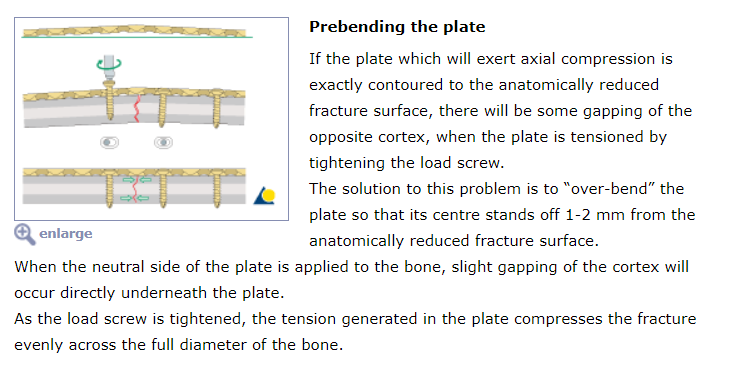 Prebending the plate
If the plate which will exert axial compression is
exactly contoured to the anatomically reduced
fracture surface, there will be some gapping of the
opposite cortex, when the plate is tensioned by
tightening the load screw.
The solution to this problem is to “over-bend” the
plate so that its centre stands off 1-2 mm from the
anatomically reduced fracture surface.
enlarge
When the neutral side of the plate is applied to the bone, slight gapping of the cortex will
occur directly underneath the plate.
As the load screw is tightened, the tension generated in the plate compresses the fracture
evenly across the full diameter of the bone.